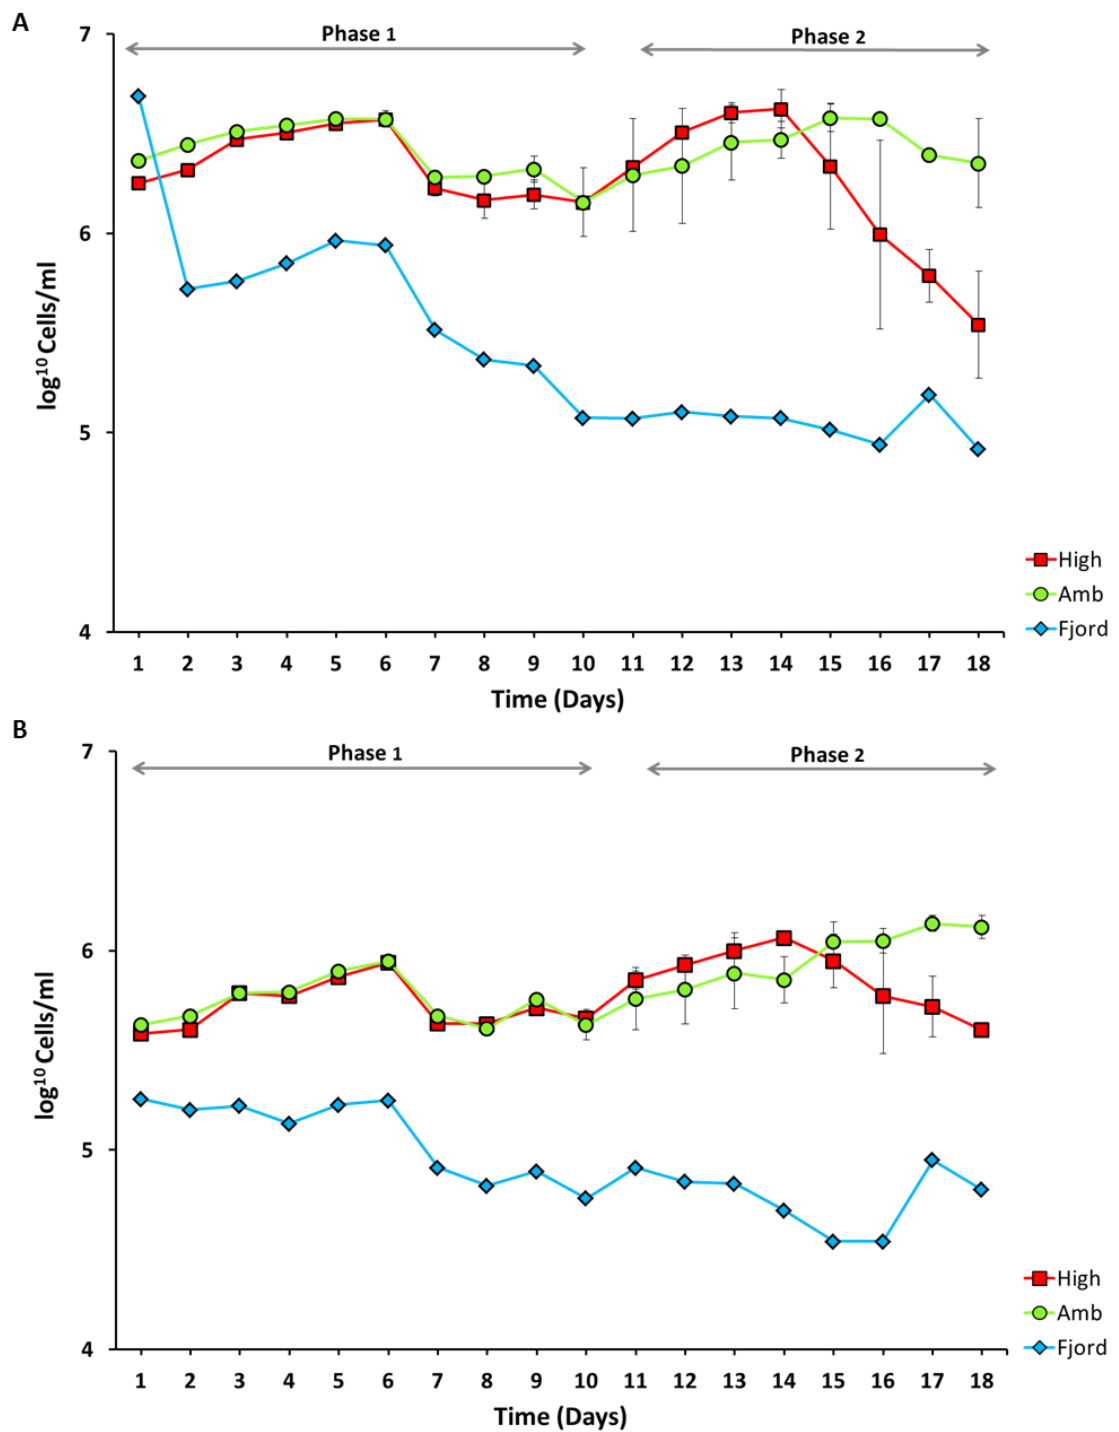 A
7
Phase 1
Phase 2
6
log10 Cells/ml
5
High
Amb
Fjord
4
1 2 3 4 5 6 7 8 9 10 11 12 13 14 15 16 17 18
Time (Days)
B
7
Phase 1
Phase 2
6
log10 Cells/ml
5
High
Amb
Fjord
4
1 2 3 4 5 6 7 8 9 10 11 12 13 14 15 16 17 18
Time (Days)